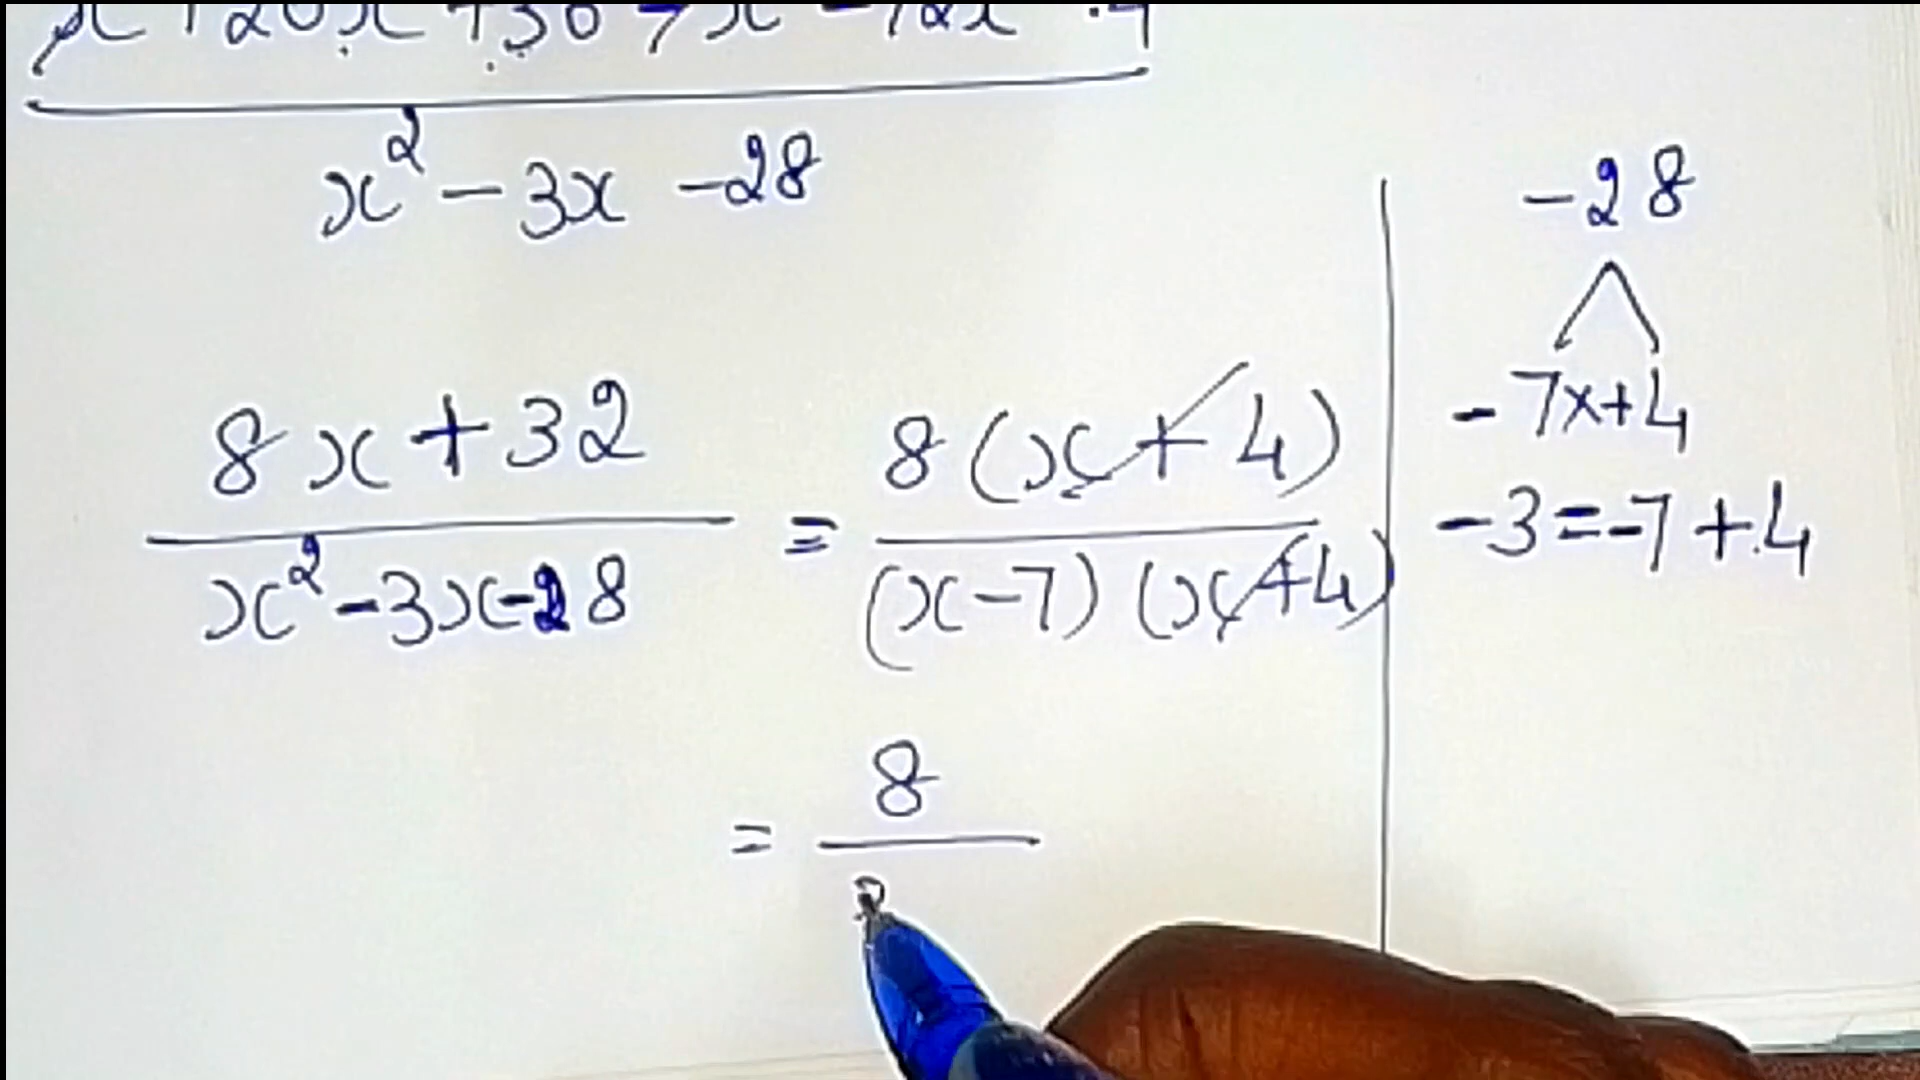 x² - 3x - 28
8x + 32 / x² - 3x - 28 = 8(x + 4) / (x - 7)(x + 4)
= 8 /
-28
-7x+4
-3 = -7 + 4